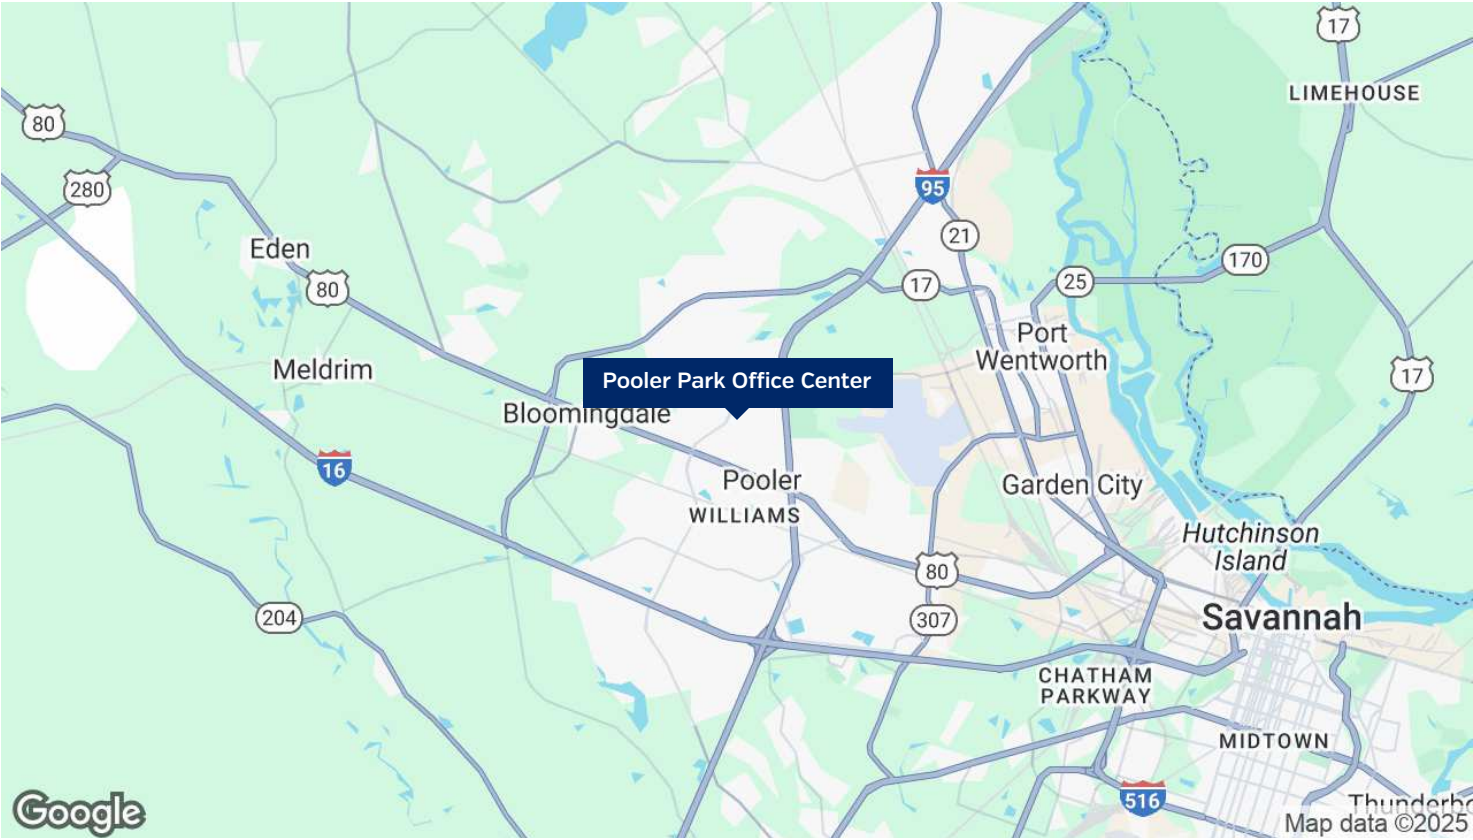 17
LIMEHOUSE
80
280
95
21
Eden
170
80
17
25
Port
Wentworth
Meldrim
17
Pooler Park Office Center
Bloomingdale
16
Pooler
Garden City
WILLIAMS
Hutchinson
Island
80
204
307
Savannah
CHATHAM
PARKWAY
MIDTOWN
516
Google
Thunderbo
Map data ©2025